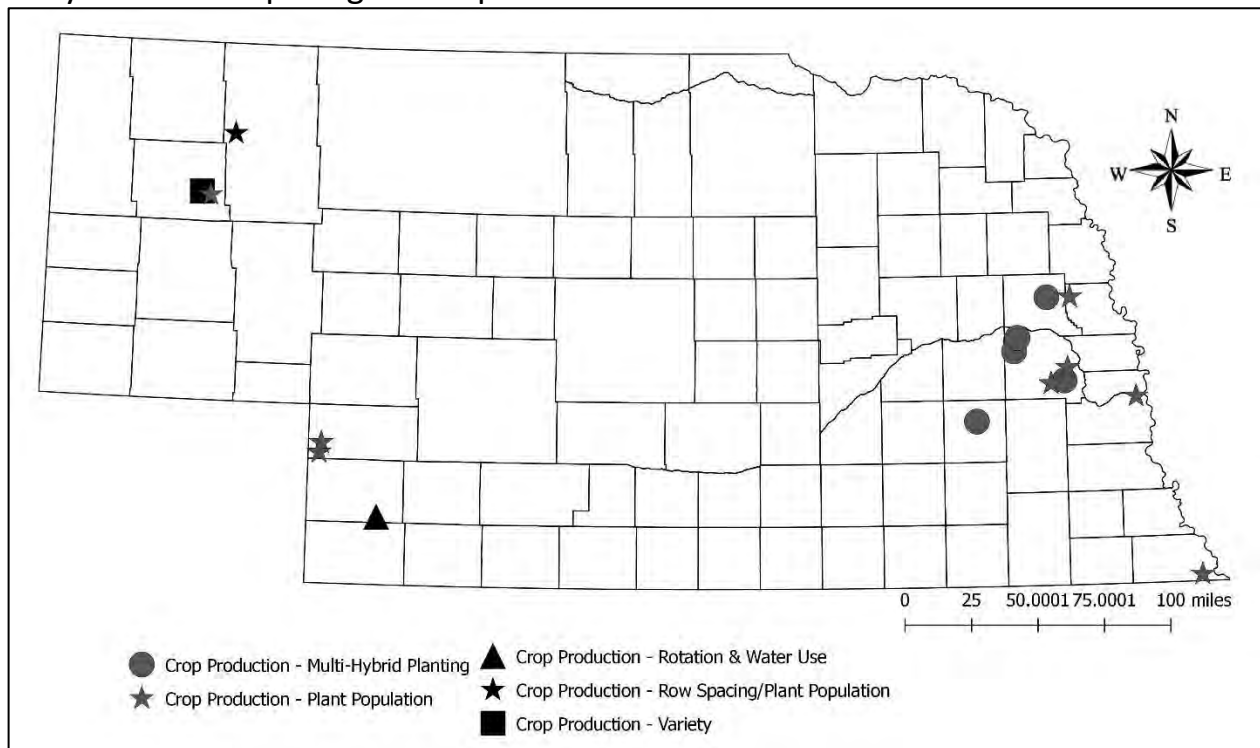 N
W E
S
0 25 50.0001 75.0001 100 miles
Crop Production - Multi-Hybrid Planting
Crop Production - Plant Population
Crop Production - Rotation & Water Use
Crop Production - Row Spacing/Plant Population
Crop Production - Variety